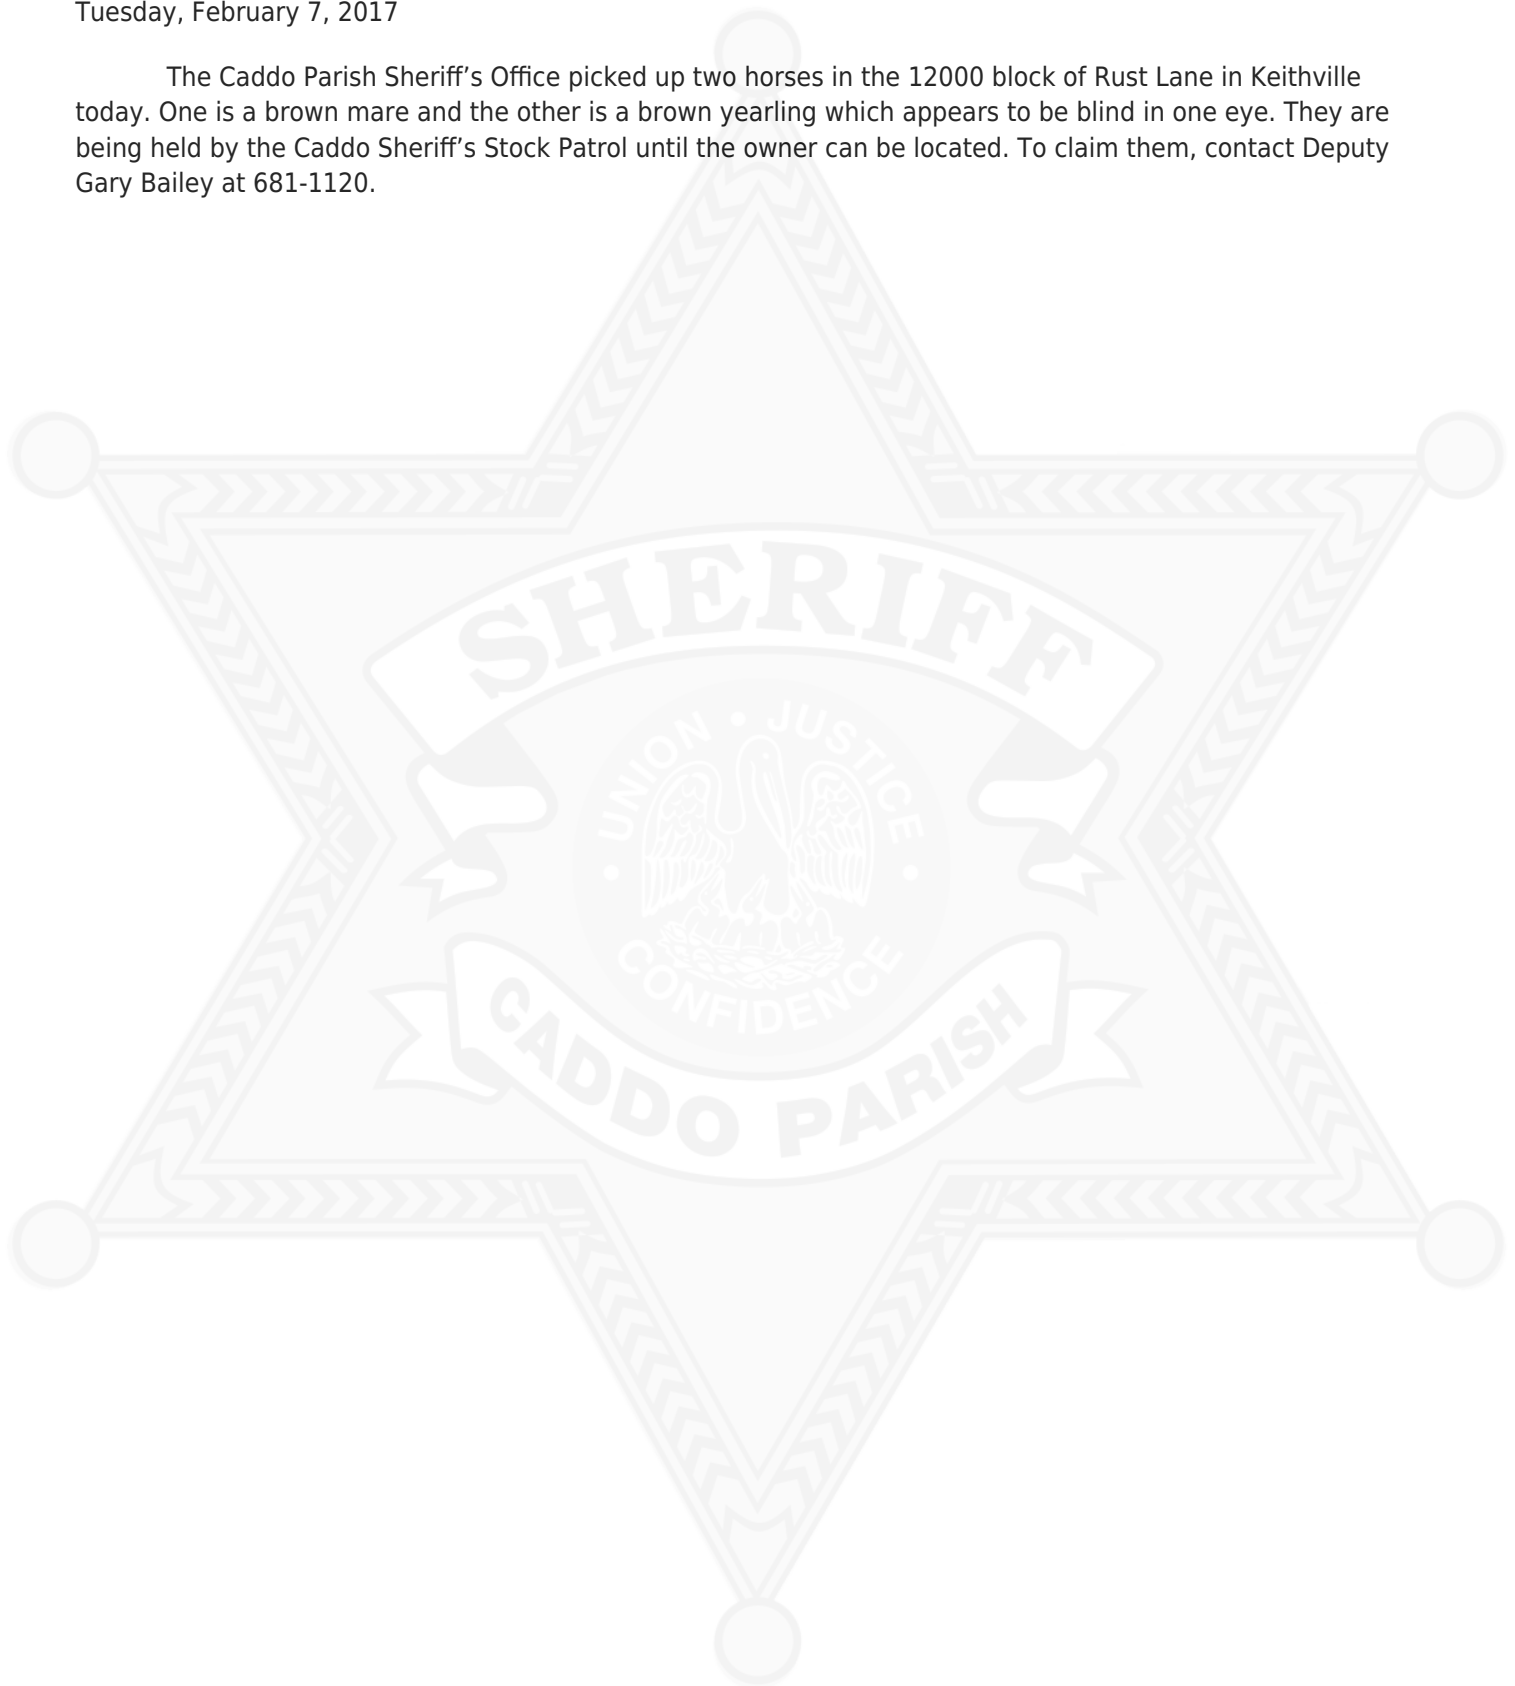 Tuesday, February 7, 2017
The Caddo Parish Sheriff’s Office picked up two horses in the 12000 block of Rust Lane in Keithville
today. One is a brown mare and the other is a brown yearling which appears to be blind in one eye. They are
being held by the Caddo Sheriff’s Stock Patrol until the owner can be located. To claim them, contact Deputy
Gary Bailey at 681-1120.
SHERIFF
UNION • JUSTICE
• CONFIDENCE •
CADDO PARISH